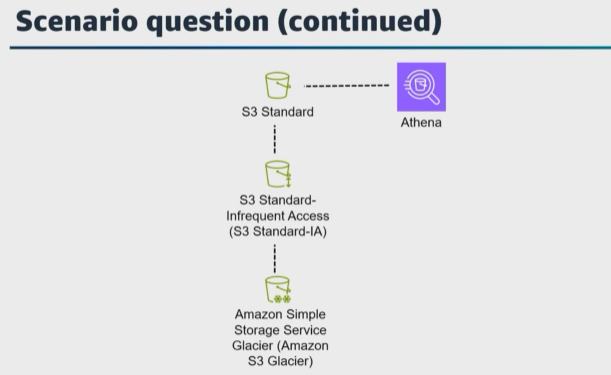 Scenario question (continued)
S3 Standard
Athena
S3 Standard-
Infrequent Access
(S3 Standard-IA)
Amazon Simple
Storage Service
Glacier (Amazon
S3 Glacier)